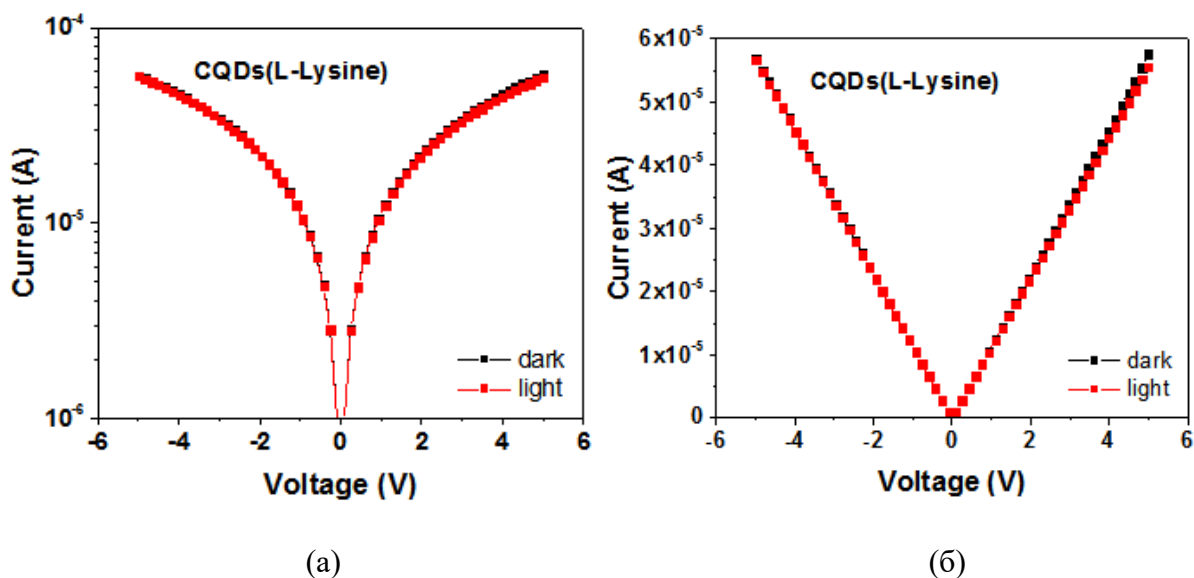 10⁻⁴
CQDs(L-Lysine)
10⁻⁵
10⁻⁶
Current (A)
dark
light
-6 -4 -2 0 2 4 6
Voltage (V)
(а)
6x10⁻⁵
CQDs(L-Lysine)
5x10⁻⁵
4x10⁻⁵
3x10⁻⁵
2x10⁻⁵
1x10⁻⁵
0
Current (A)
dark
light
-6 -4 -2 0 2 4 6
Voltage (V)
(б)